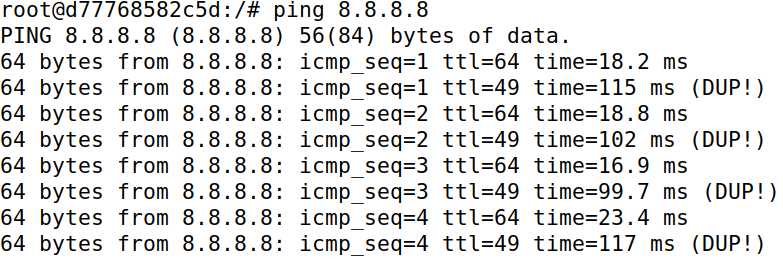 root@d77768582c5d:/# ping 8.8.8.8
PING 8.8.8.8 (8.8.8.8) 56(84) bytes of data.
64 bytes from 8.8.8.8: icmp_seq=1 ttl=64 time=18.2 ms
64 bytes from 8.8.8.8: icmp_seq=1 ttl=49 time=115 ms (DUP!)
64 bytes from 8.8.8.8: icmp_seq=2 ttl=64 time=18.8 ms
64 bytes from 8.8.8.8: icmp_seq=2 ttl=49 time=102 ms (DUP!)
64 bytes from 8.8.8.8: icmp_seq=3 ttl=64 time=16.9 ms
64 bytes from 8.8.8.8: icmp_seq=3 ttl=49 time=99.7 ms (DUP!)
64 bytes from 8.8.8.8: icmp_seq=4 ttl=64 time=23.4 ms
64 bytes from 8.8.8.8: icmp_seq=4 ttl=49 time=117 ms (DUP!)